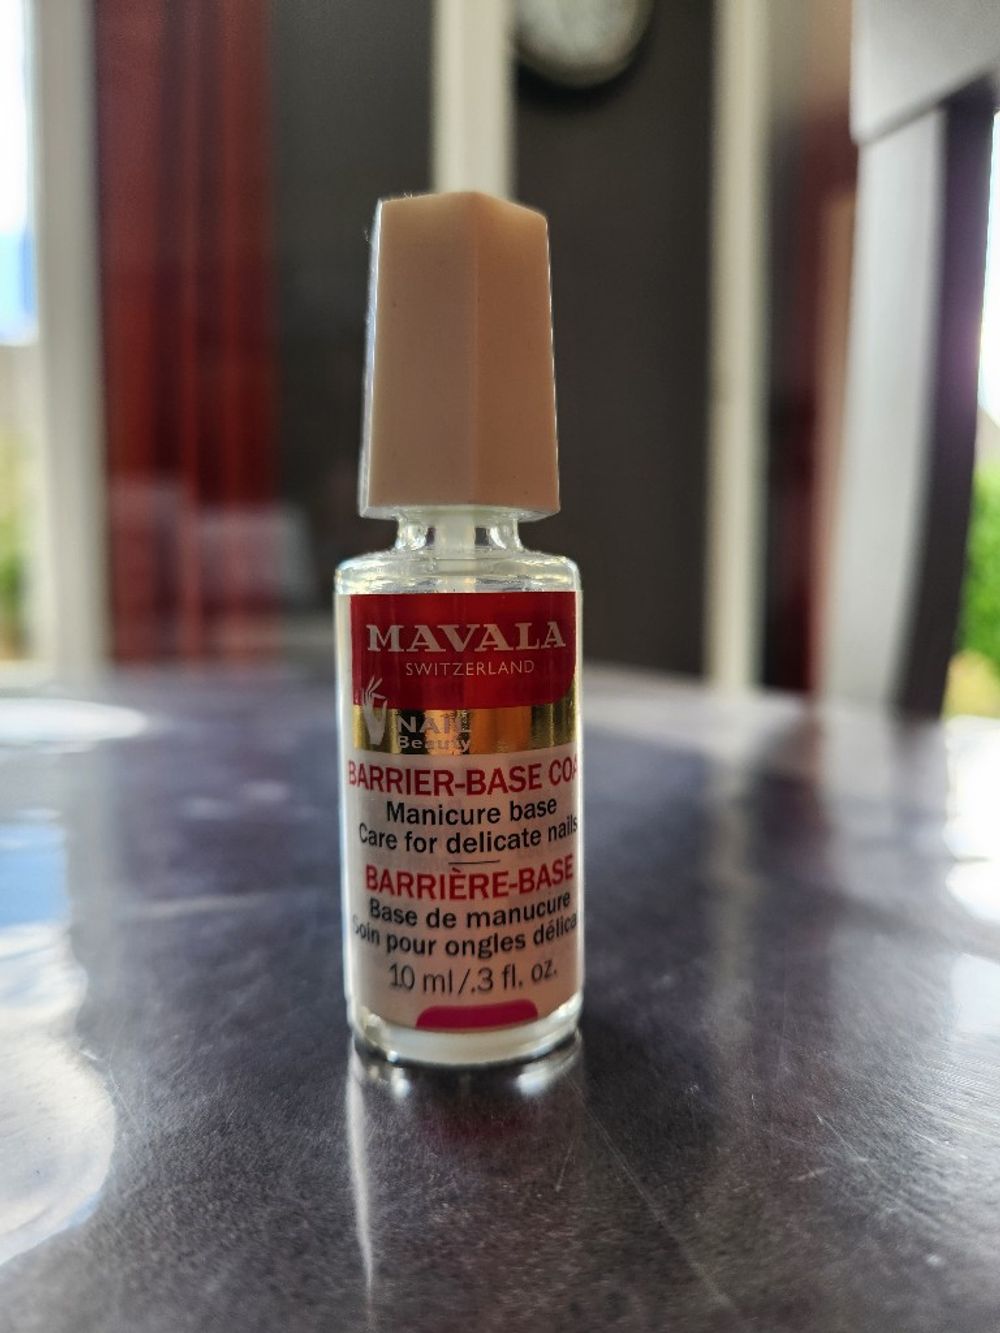 MAVALA
SWITZERLAND
NAIL
Beauty
BARRIER-BASE COA
Manicure base
Care for delicate nails
BARRIÈRE-BASE
Base de manucure
Soin pour ongles délica
10 ml/.3 fl. oz.